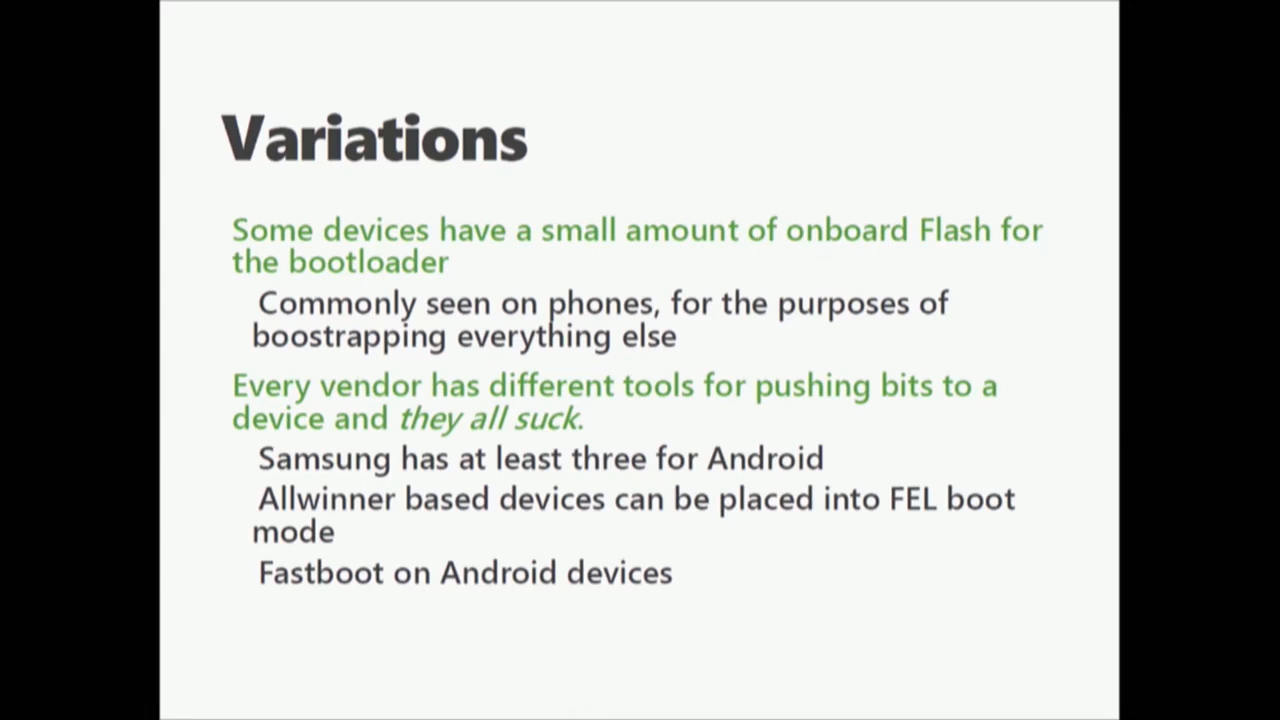 Variations
Some devices have a small amount of onboard Flash for
the bootloader
Commonly seen on phones, for the purposes of
boostrapping everything else
Every vendor has different tools for pushing bits to a
device and they all suck.
Samsung has at least three for Android
Allwinner based devices can be placed into FEL boot
mode
Fastboot on Android devices